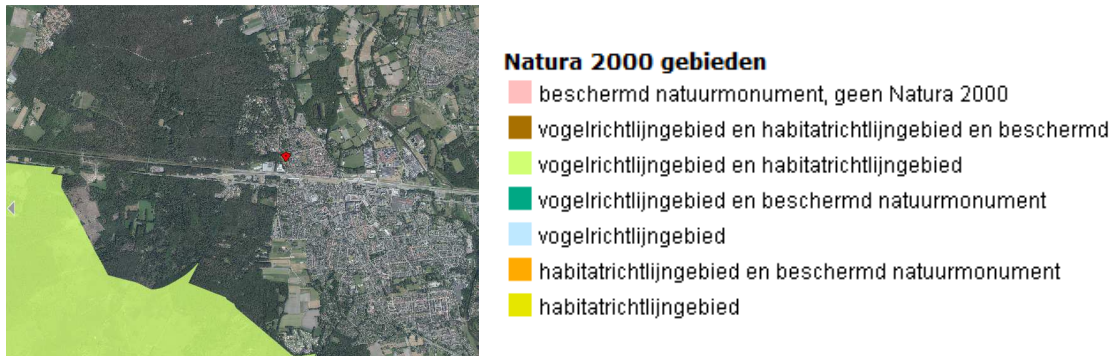 Natura 2000 gebieden
beschermd natuurmonument, geen Natura 2000
vogelrichtlijngebied en habitatrichtlijngebied en beschermd
vogelrichtlijngebied en habitatrichtlijngebied
vogelrichtlijngebied en beschermd natuurmonument
vogelrichtlijngebied
habitatrichtlijngebied en beschermd natuurmonument
habitatrichtlijngebied